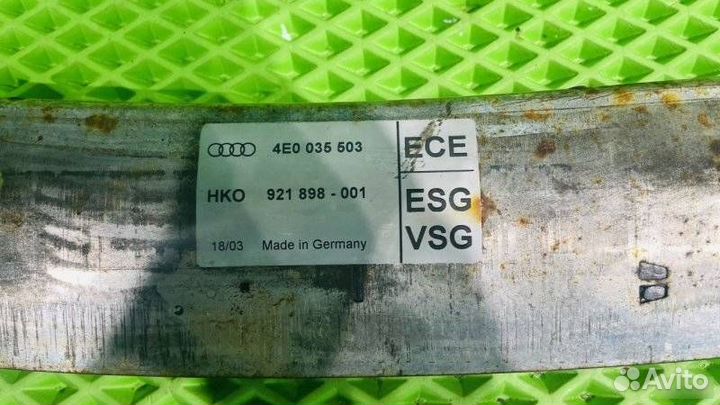 4E0 035 503
ECE
HKO 921 898 - 001
ESG
VSG
18/03 Made in Germany
Avito